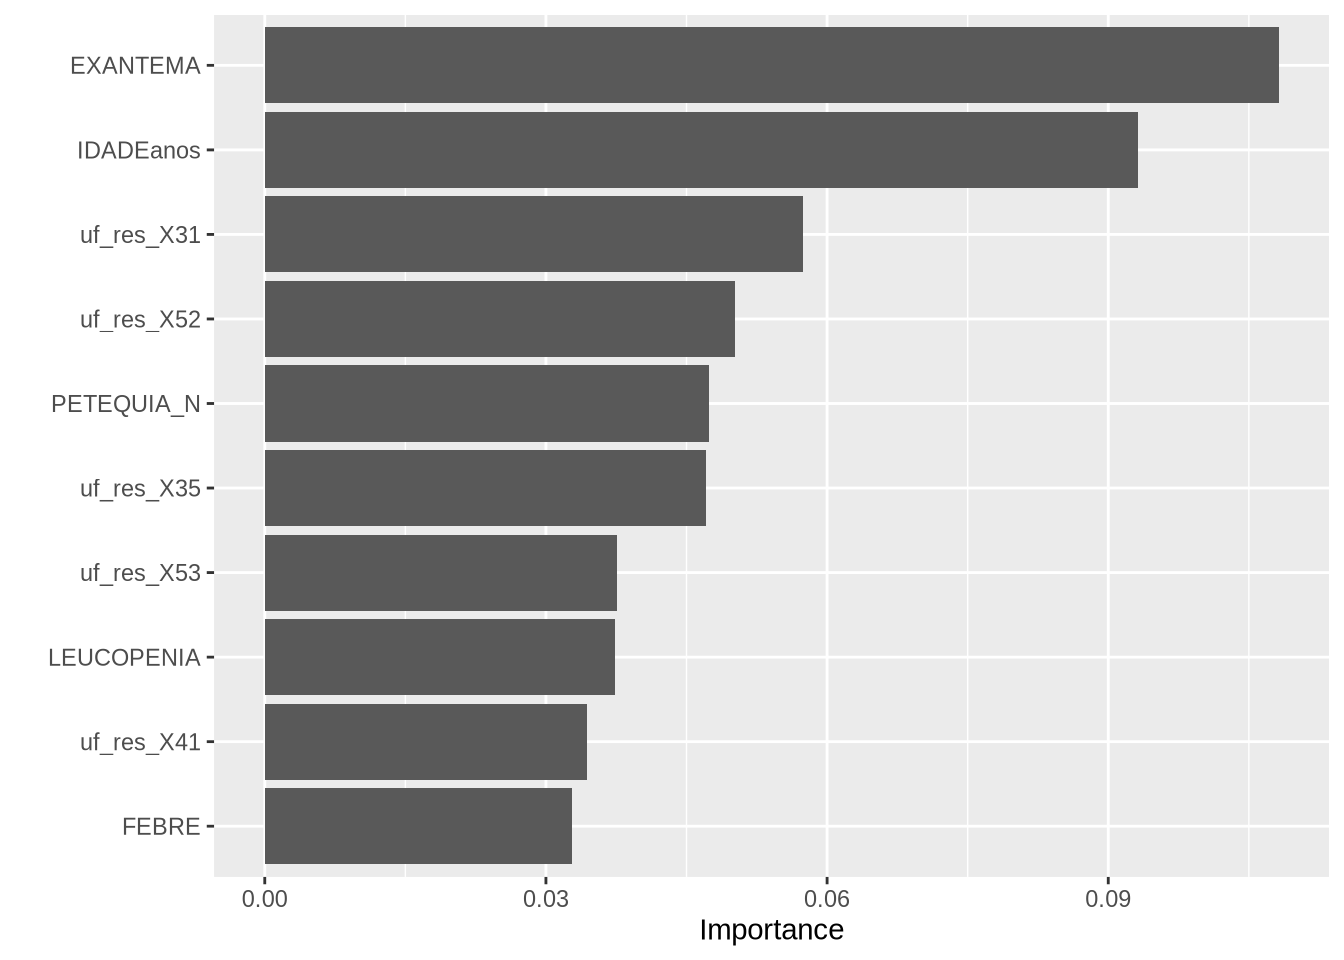 EXANTEMA
IDADEanos
uf_res_X31
uf_res_X52
PETEQUIA_N
uf_res_X35
uf_res_X53
LEUCOPENIA
uf_res_X41
FEBRE
0.00 0.03 0.06 0.09
Importance